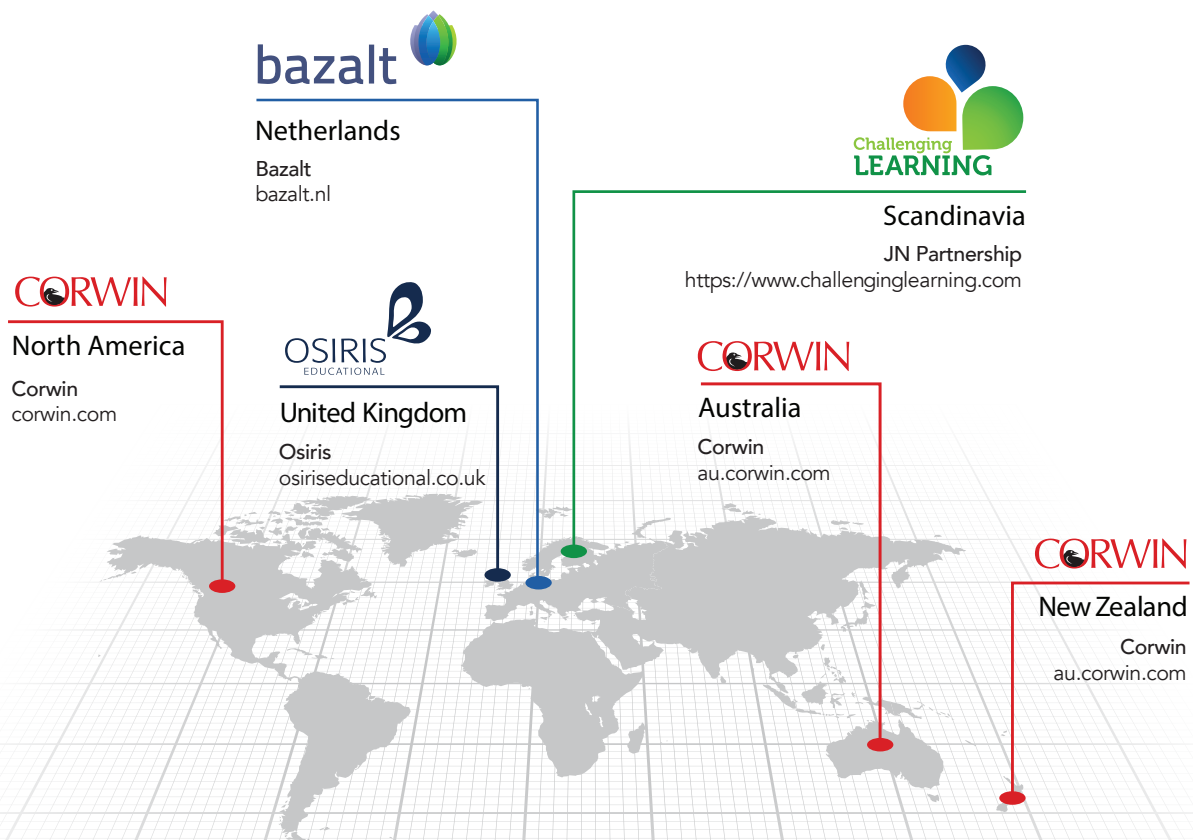 bazalt
Netherlands
Bazalt
bazalt.nl
Challenging
LEARNING
Scandinavia
JN Partnership
https://www.challenginglearning.com
CORWIN
North America
Corwin
corwin.com
OSIRIS
EDUCATIONAL
United Kingdom
Osiris
osiriseducational.co.uk
CORWIN
Australia
Corwin
au.corwin.com
CORWIN
New Zealand
Corwin
au.corwin.com